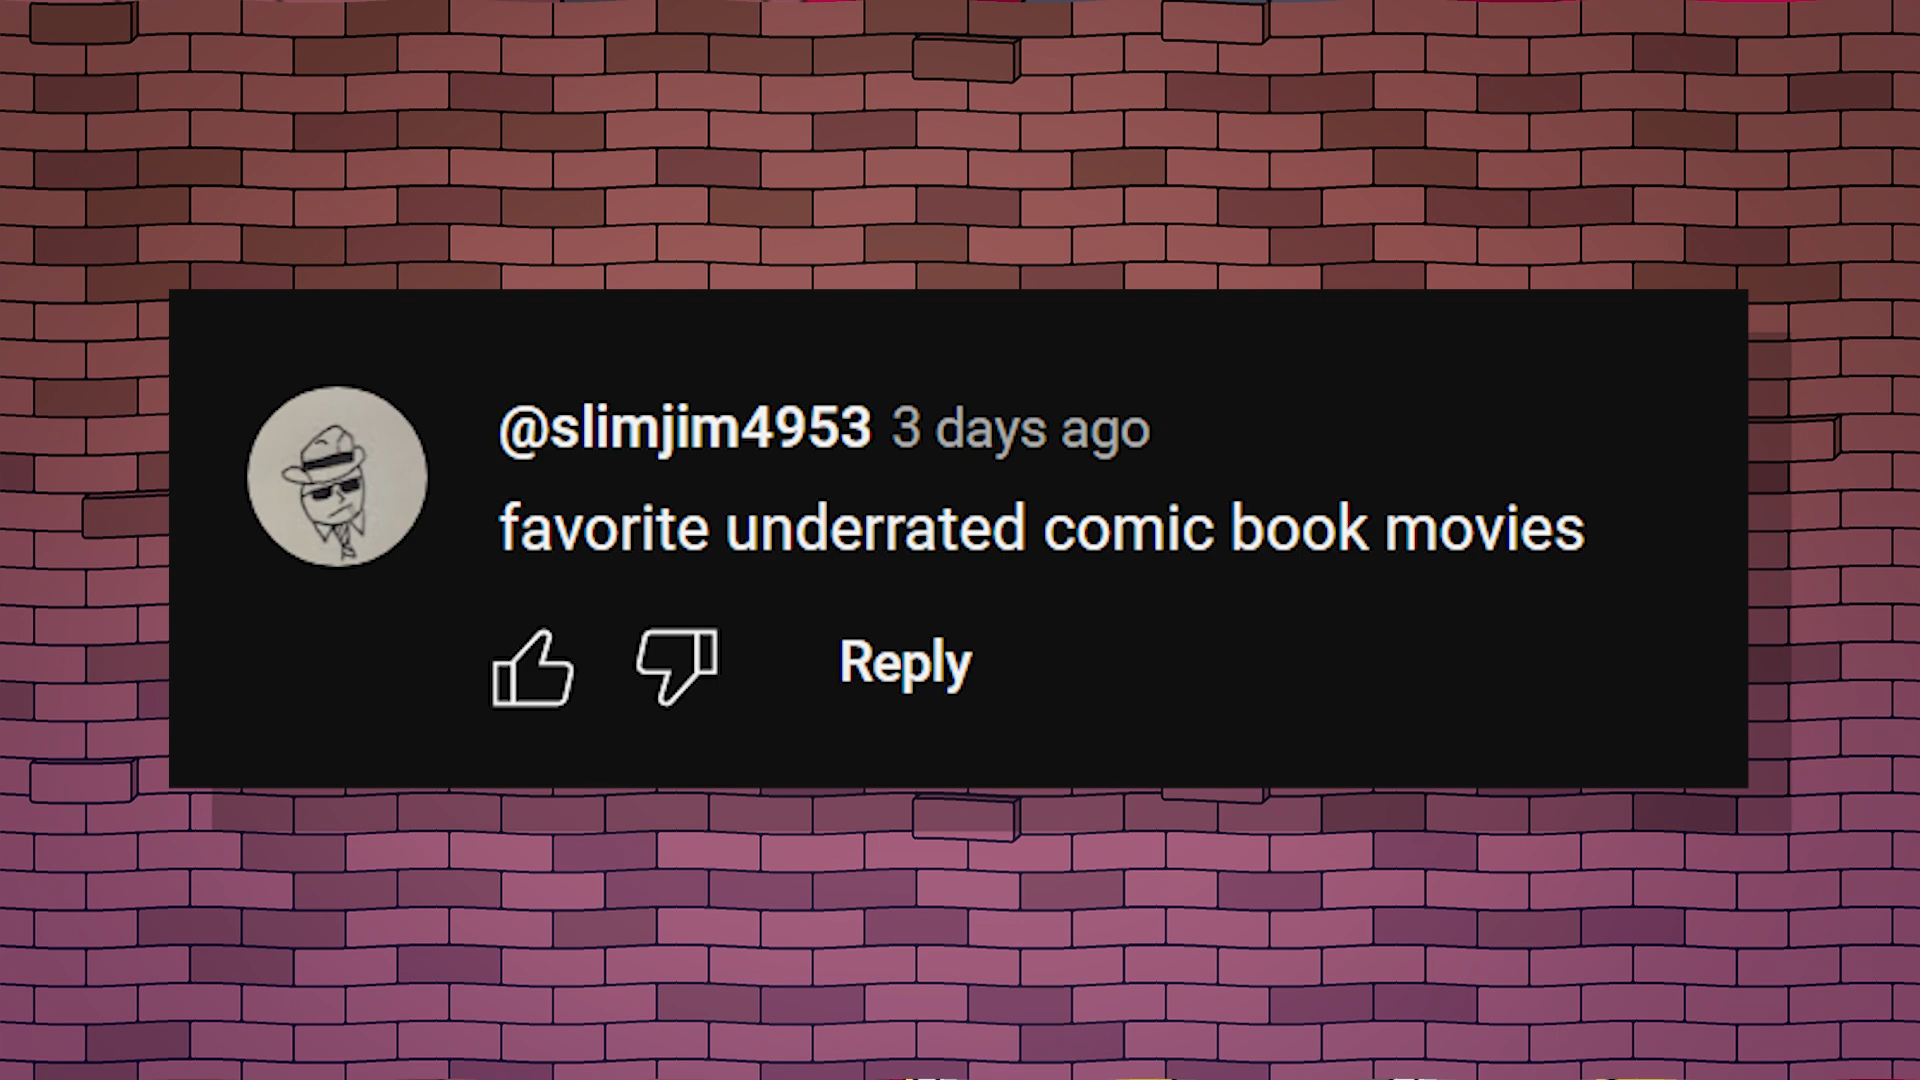 @slimjim4953 3 days ago
favorite underrated comic book movies
Reply